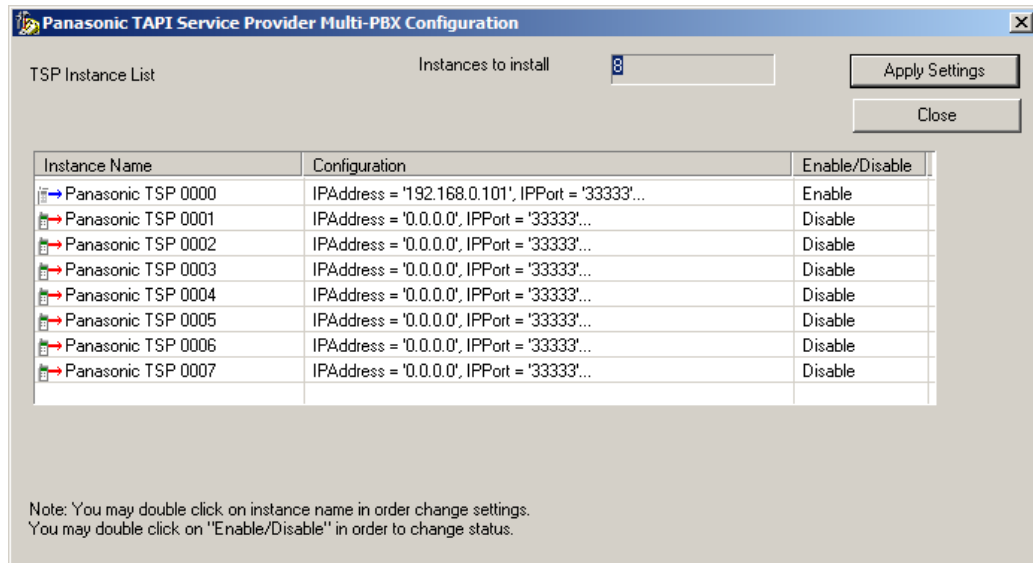 Panasonic TAPI Service Provider Multi-PBX Configuration
TSP Instance List Instances to install 8 Apply Settings
Close
Instance Name Configuration Enable/Disable
Panasonic TSP 0000 IPAddress = '192.168.0.101', IPPort = '33333'... Enable
Panasonic TSP 0001 IPAddress = '0.0.0.0', IPPort = '33333'... Disable
Panasonic TSP 0002 IPAddress = '0.0.0.0', IPPort = '33333'... Disable
Panasonic TSP 0003 IPAddress = '0.0.0.0', IPPort = '33333'... Disable
Panasonic TSP 0004 IPAddress = '0.0.0.0', IPPort = '33333'... Disable
Panasonic TSP 0005 IPAddress = '0.0.0.0', IPPort = '33333'... Disable
Panasonic TSP 0006 IPAddress = '0.0.0.0', IPPort = '33333'... Disable
Panasonic TSP 0007 IPAddress = '0.0.0.0', IPPort = '33333'... Disable
Note: You may double click on instance name in order change settings.
You may double click on "Enable/Disable" in order to change status.